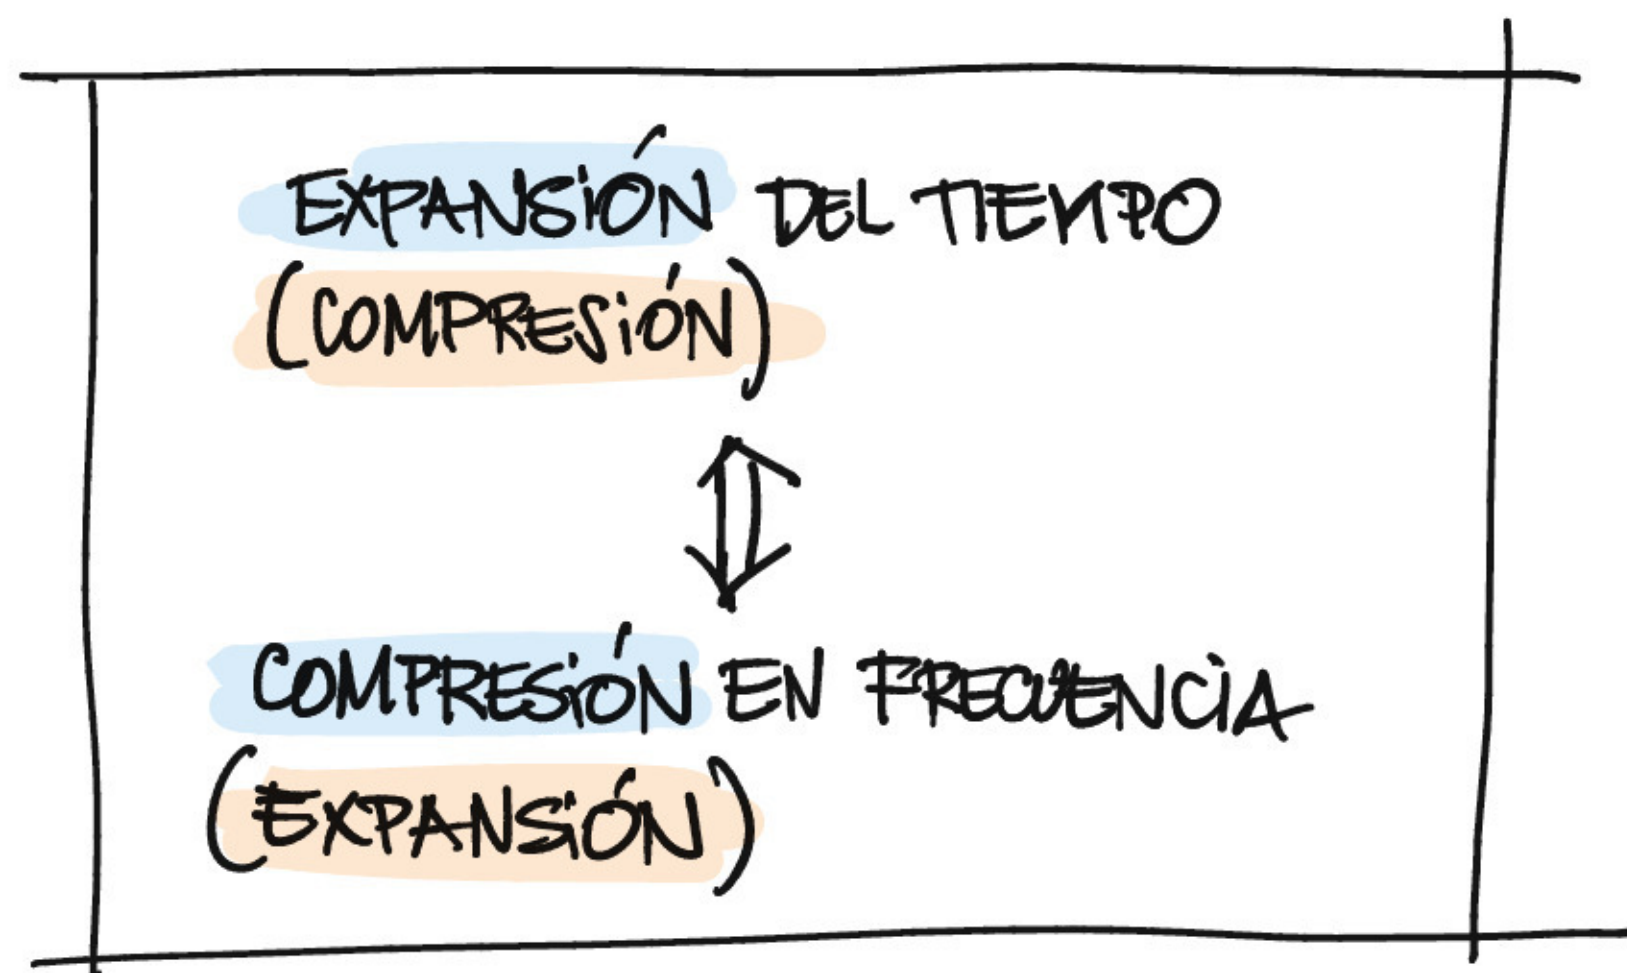 EXPANSIÓN DEL TIEMPO
(COMPRESIÓN)
COMPRESIÓN EN FRECUENCIA
(EXPANSIÓN)